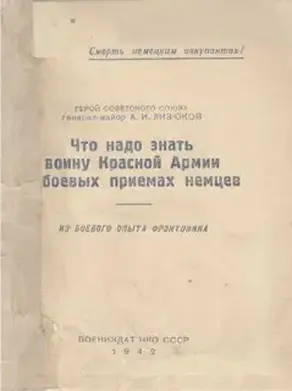 Смерть немецким оккупантам!
ГЕРОЙ СОВЕТСКОГО СОЮЗА
генерал-майор А. И. ЛИЗЮКОВ
Что надо знать
воину Красной Армии
боевых приемах немцев
ИЗ БОЕВОГО ОПЫТА ФРОНТОВИКА
ВОЕНИЗДАТ НКО СССР
1942